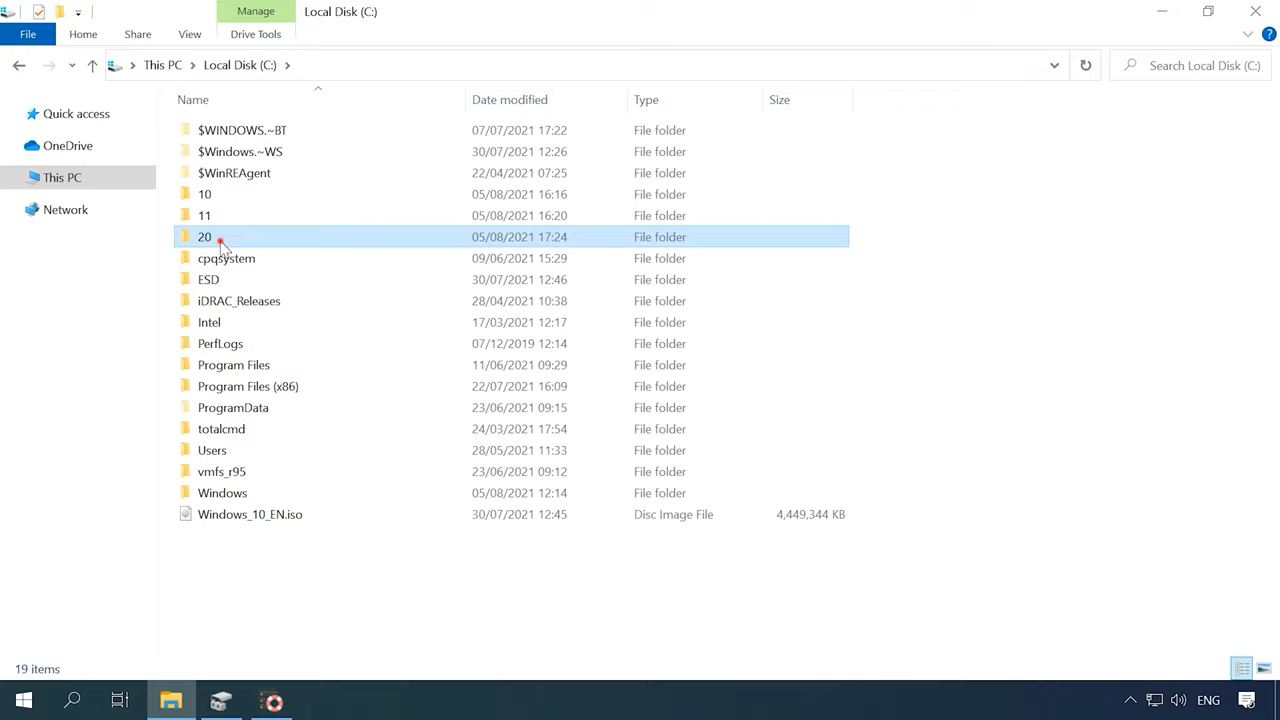 Manage
Local Disk (C:)
File
Home
Share
View
Drive Tools
This PC
Local Disk (C:)
Search Local Disk (C:)
Quick access
OneDrive
This PC
Network
Name
Date modified
Type
Size
$WINDOWS.~BT 07/07/2021 17:22 File folder
$Windows.~WS 30/07/2021 12:26 File folder
$WinREAgent 22/04/2021 07:25 File folder
10 05/08/2021 16:16 File folder
11 05/08/2021 16:20 File folder
20 05/08/2021 17:24 File folder
cpqsystem 09/06/2021 15:29 File folder
ESD 30/07/2021 12:46 File folder
iDRAC_Releases 28/04/2021 10:38 File folder
Intel 17/03/2021 12:17 File folder
PerfLogs 07/12/2019 12:14 File folder
Program Files 11/06/2021 09:29 File folder
Program Files (x86) 22/07/2021 16:09 File folder
ProgramData 23/06/2021 09:15 File folder
totalcmd 24/03/2021 17:54 File folder
Users 28/05/2021 11:33 File folder
vmfs_r95 23/06/2021 09:12 File folder
Windows 05/08/2021 12:14 File folder
Windows_10_EN.iso 30/07/2021 12:45 Disc Image File 4,449,344 KB
19 items
ENG